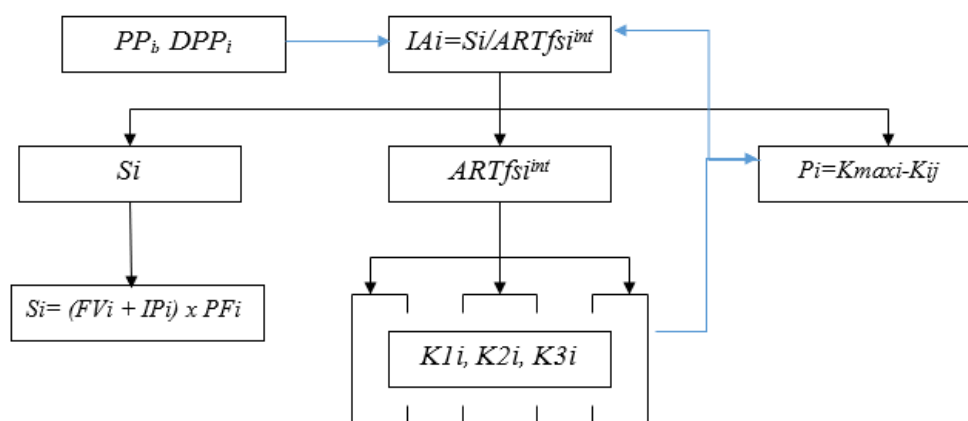 PPᵢ, DPPᵢ
IAi=Si/ARTfsiⁱⁿᵗ
Si
ARTfsiⁱⁿᵗ
Pi=Kmaxi-Kij
Si= (FVi + IPi) x PFi
K1i, K2i, K3i